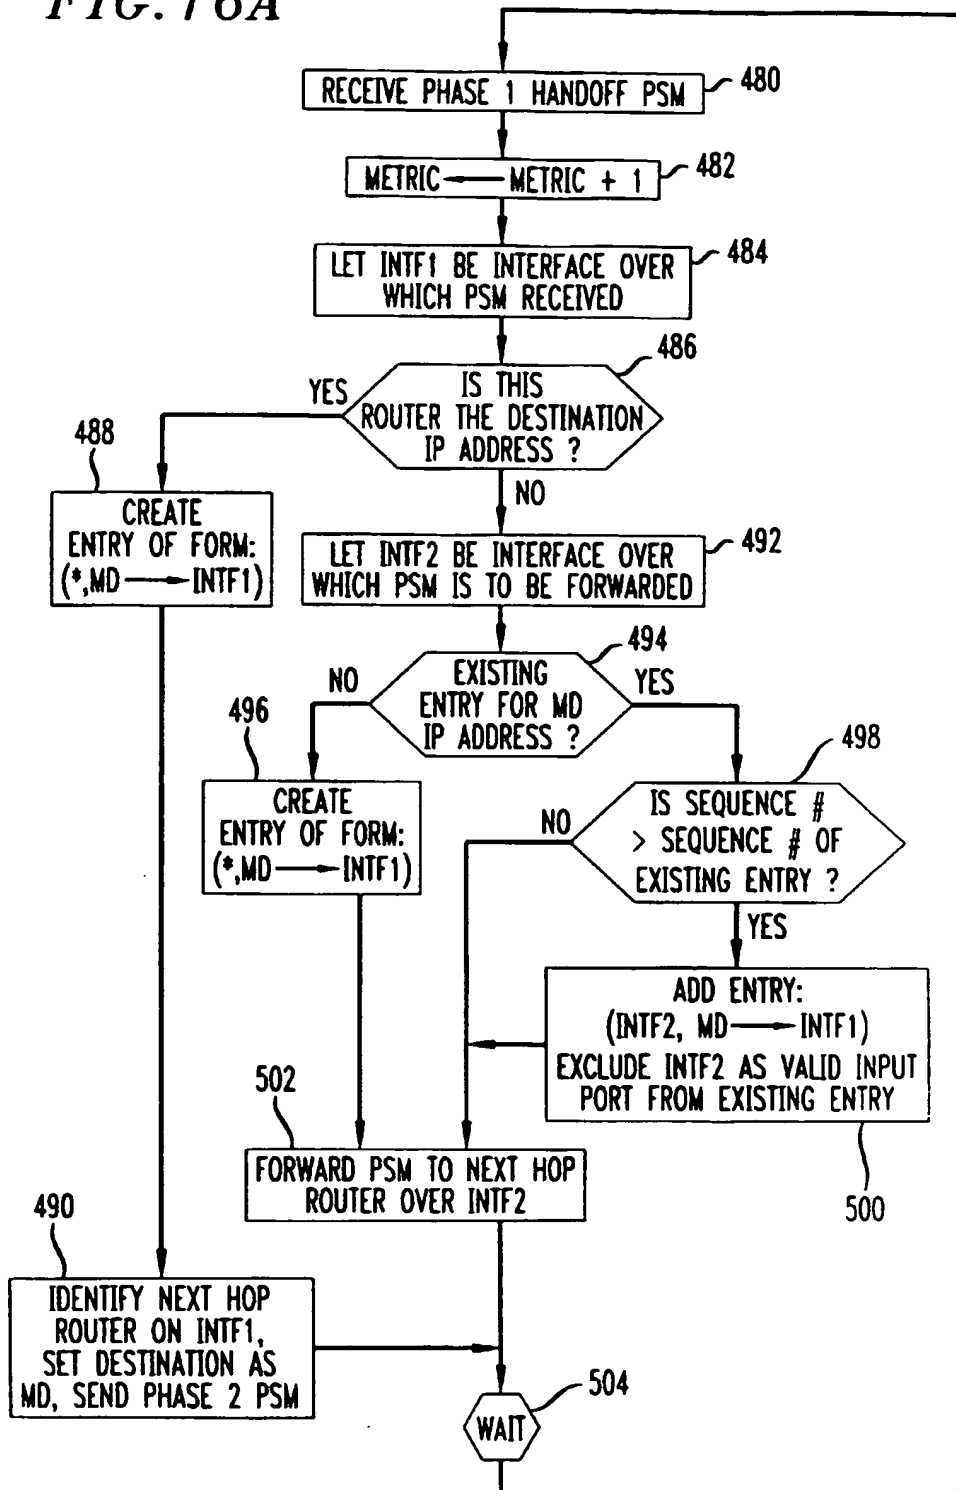 FIG. 16A
RECEIVE PHASE 1 HANDOFF PSM
480
METRIC ← METRIC + 1
482
LET INTF1 BE INTERFACE OVER
WHICH PSM RECEIVED
484
IS THIS
ROUTER THE DESTINATION
IP ADDRESS ?
486
YES
NO
488
CREATE
ENTRY OF FORM:
(*,MD → INTF1)
LET INTF2 BE INTERFACE OVER
WHICH PSM IS TO BE FORWARDED
492
EXISTING
ENTRY FOR MD
IP ADDRESS ?
494
NO
YES
496
CREATE
ENTRY OF FORM:
(*,MD → INTF1)
IS SEQUENCE #
> SEQUENCE # OF
EXISTING ENTRY ?
498
NO
YES
ADD ENTRY:
(INTF2, MD → INTF1)
EXCLUDE INTF2 AS VALID INPUT
PORT FROM EXISTING ENTRY
500
502
FORWARD PSM TO NEXT HOP
ROUTER OVER INTF2
490
IDENTIFY NEXT HOP
ROUTER ON INTF1,
SET DESTINATION AS
MD, SEND PHASE 2 PSM
WAIT
504